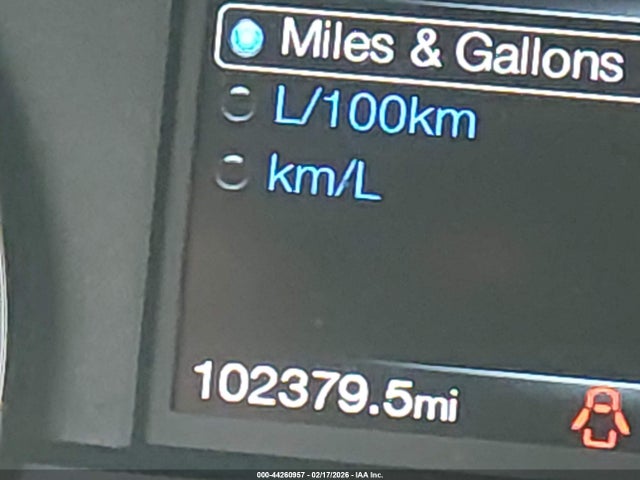 Miles & Gallons
L/100km
km/L
102379.5mi
000-44260957 - 02/17/2026 - IAA Inc.